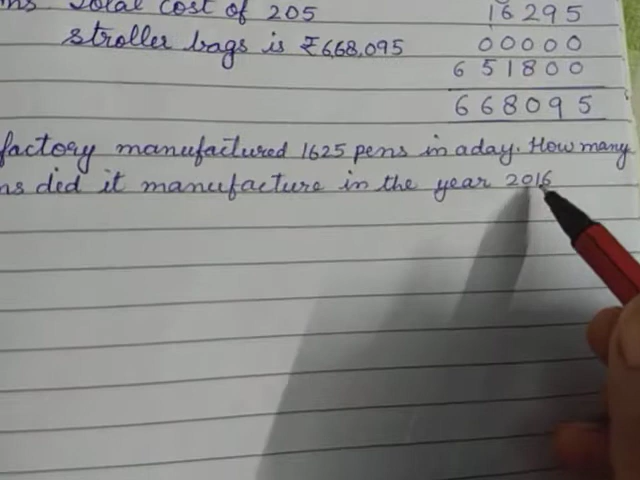 Total cost of 205
stroller bags is ₹668,095
16295
00000
651800
668095
factory manufactured 1625 pens in a day. How many
did it manufacture in the year 2016